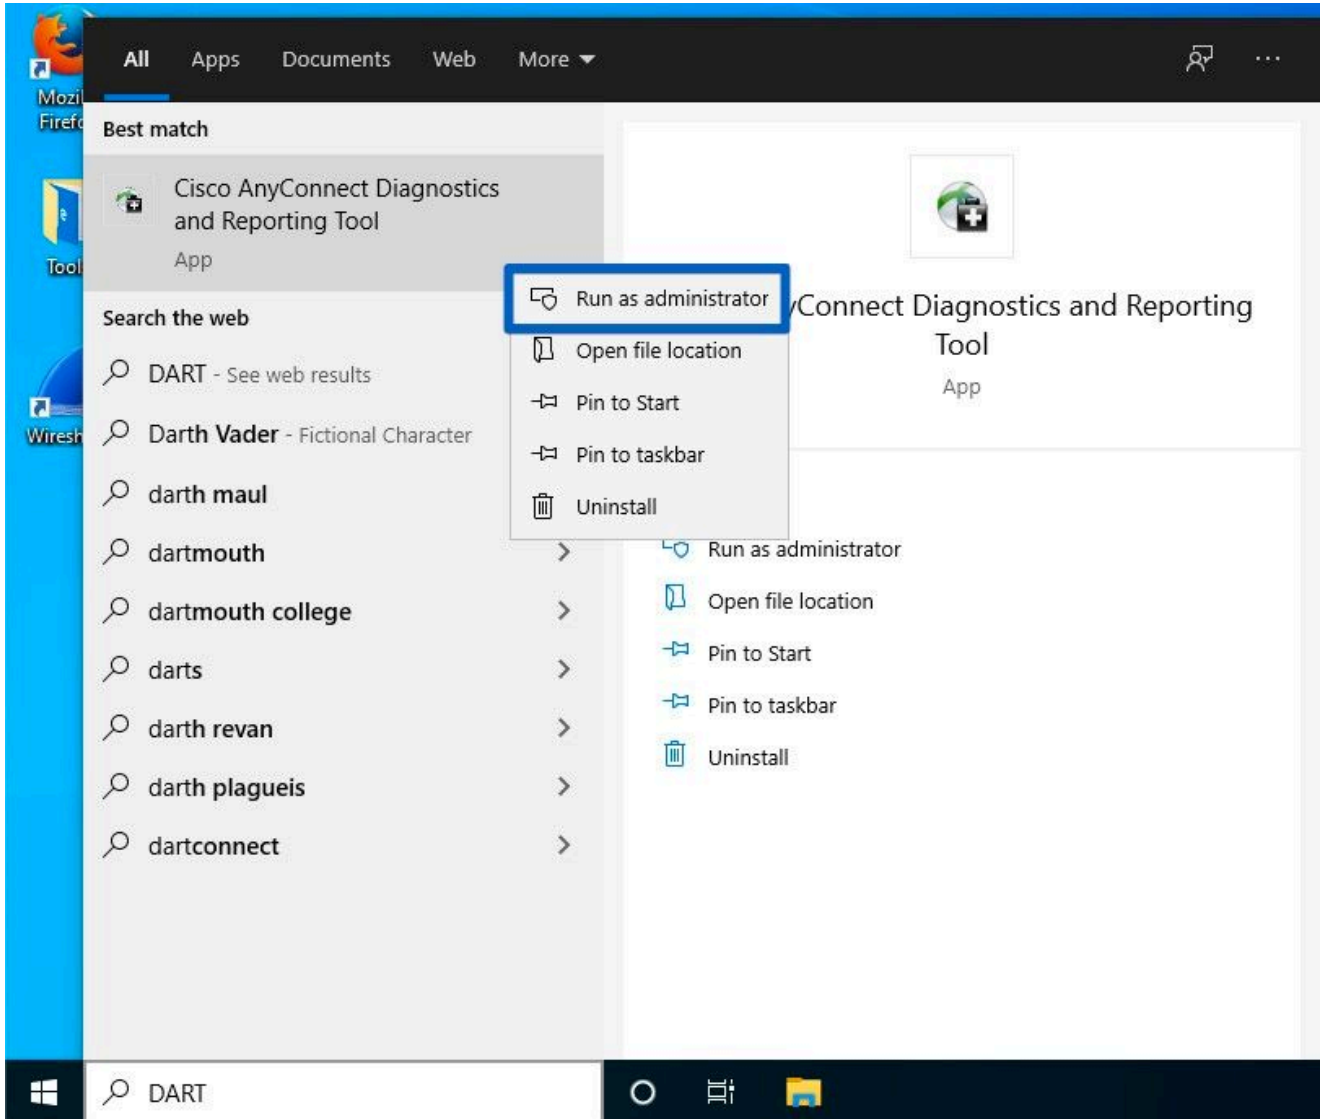 Mozil
Firefo
Tool
Wiresh
All Apps Documents Web More
Best match
Cisco AnyConnect Diagnostics
and Reporting Tool
App
Search the web
DART - See web results
Darth Vader - Fictional Character
darth maul
dartmouth
dartmouth college
darts
darth revan
darth plagueis
dartconnect
Run as administrator
Open file location
Pin to Start
Pin to taskbar
Uninstall
yConnect Diagnostics and Reporting
Tool
App
Run as administrator
Open file location
Pin to Start
Pin to taskbar
Uninstall
DART